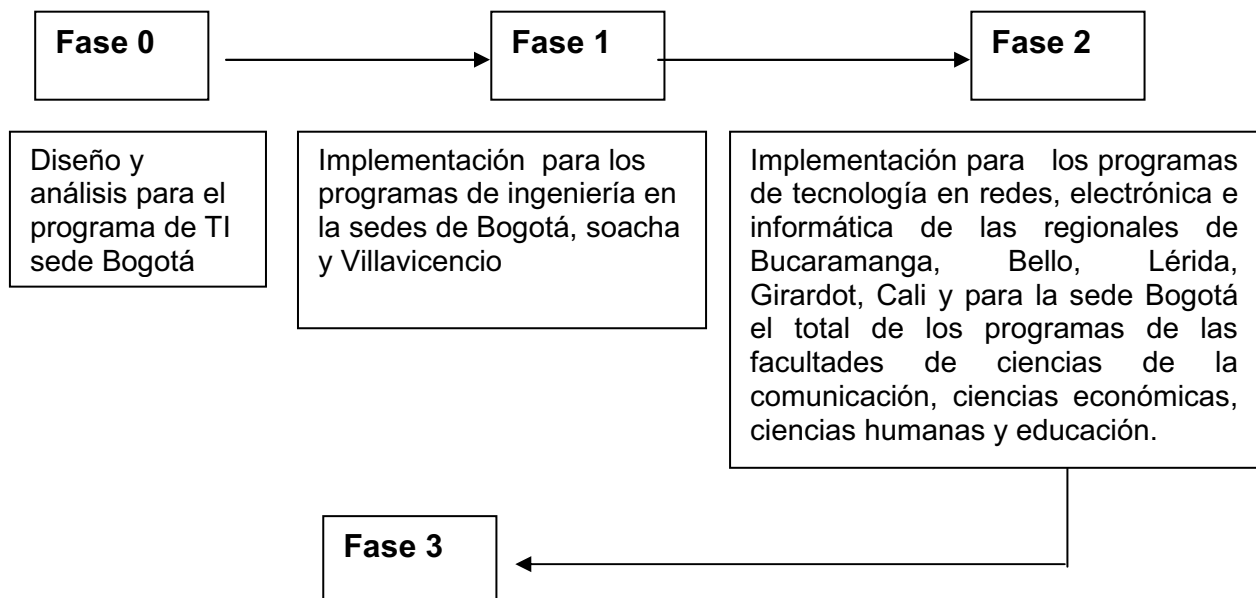 Fase 0
Fase 1
Fase 2
Diseño y
análisis para el
programa de TI
sede Bogotá
Implementación para los
programas de ingeniería en
la sedes de Bogotá, soacha
y Villavicencio
Implementación para los programas
de tecnología en redes, electrónica e
informática de las regionales de
Bucaramanga, Bello, Lérida,
Girardot, Cali y para la sede Bogotá
el total de los programas de las
facultades de ciencias de la
comunicación, ciencias económicas,
ciencias humanas y educación.
Fase 3